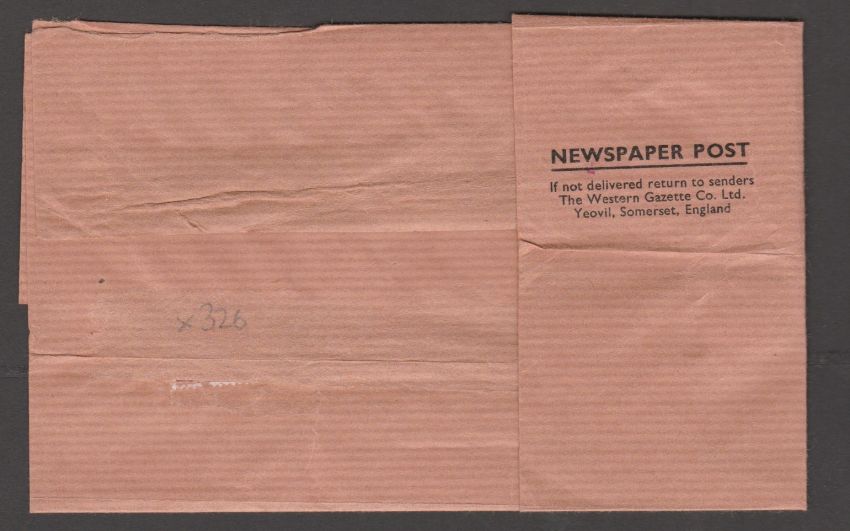 NEWSPAPER POST
If not delivered return to senders
The Western Gazette Co. Ltd.
Yeovil, Somerset, England
x326